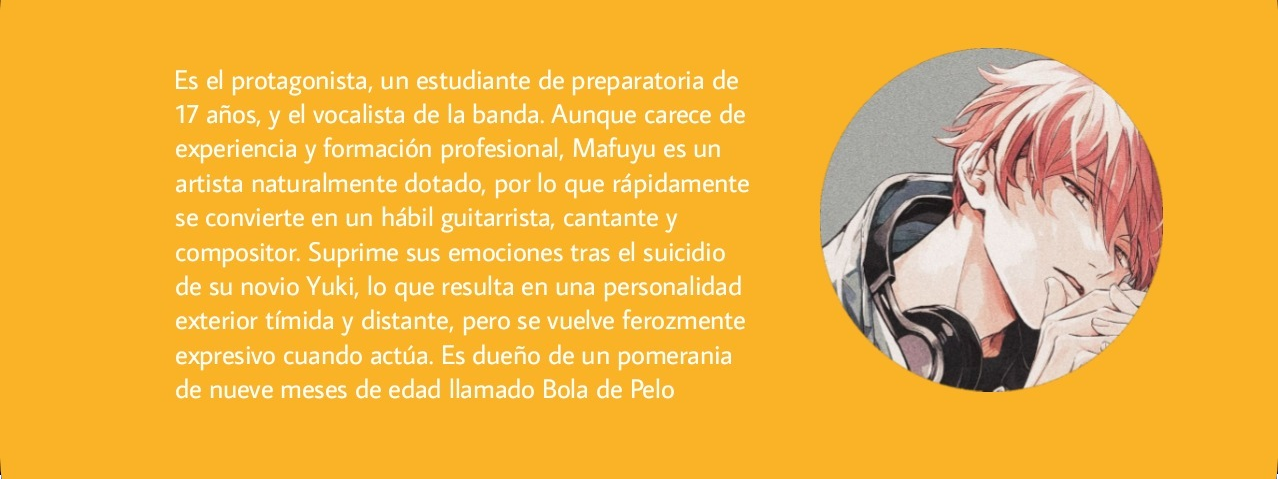 Es el protagonista, un estudiante de preparatoria de
17 años, y el vocalista de la banda. Aunque carece de
experiencia y formación profesional, Mafuyu es un
artista naturalmente dotado, por lo que rápidamente
se convierte en un hábil guitarrista, cantante y
compositor. Suprime sus emociones tras el suicidio
de su novio Yuki, lo que resulta en una personalidad
exterior tímida y distante, pero se vuelve ferozmente
expresivo cuando actúa. Es dueño de un pomerania
de nueve meses de edad llamado Bola de Pelo